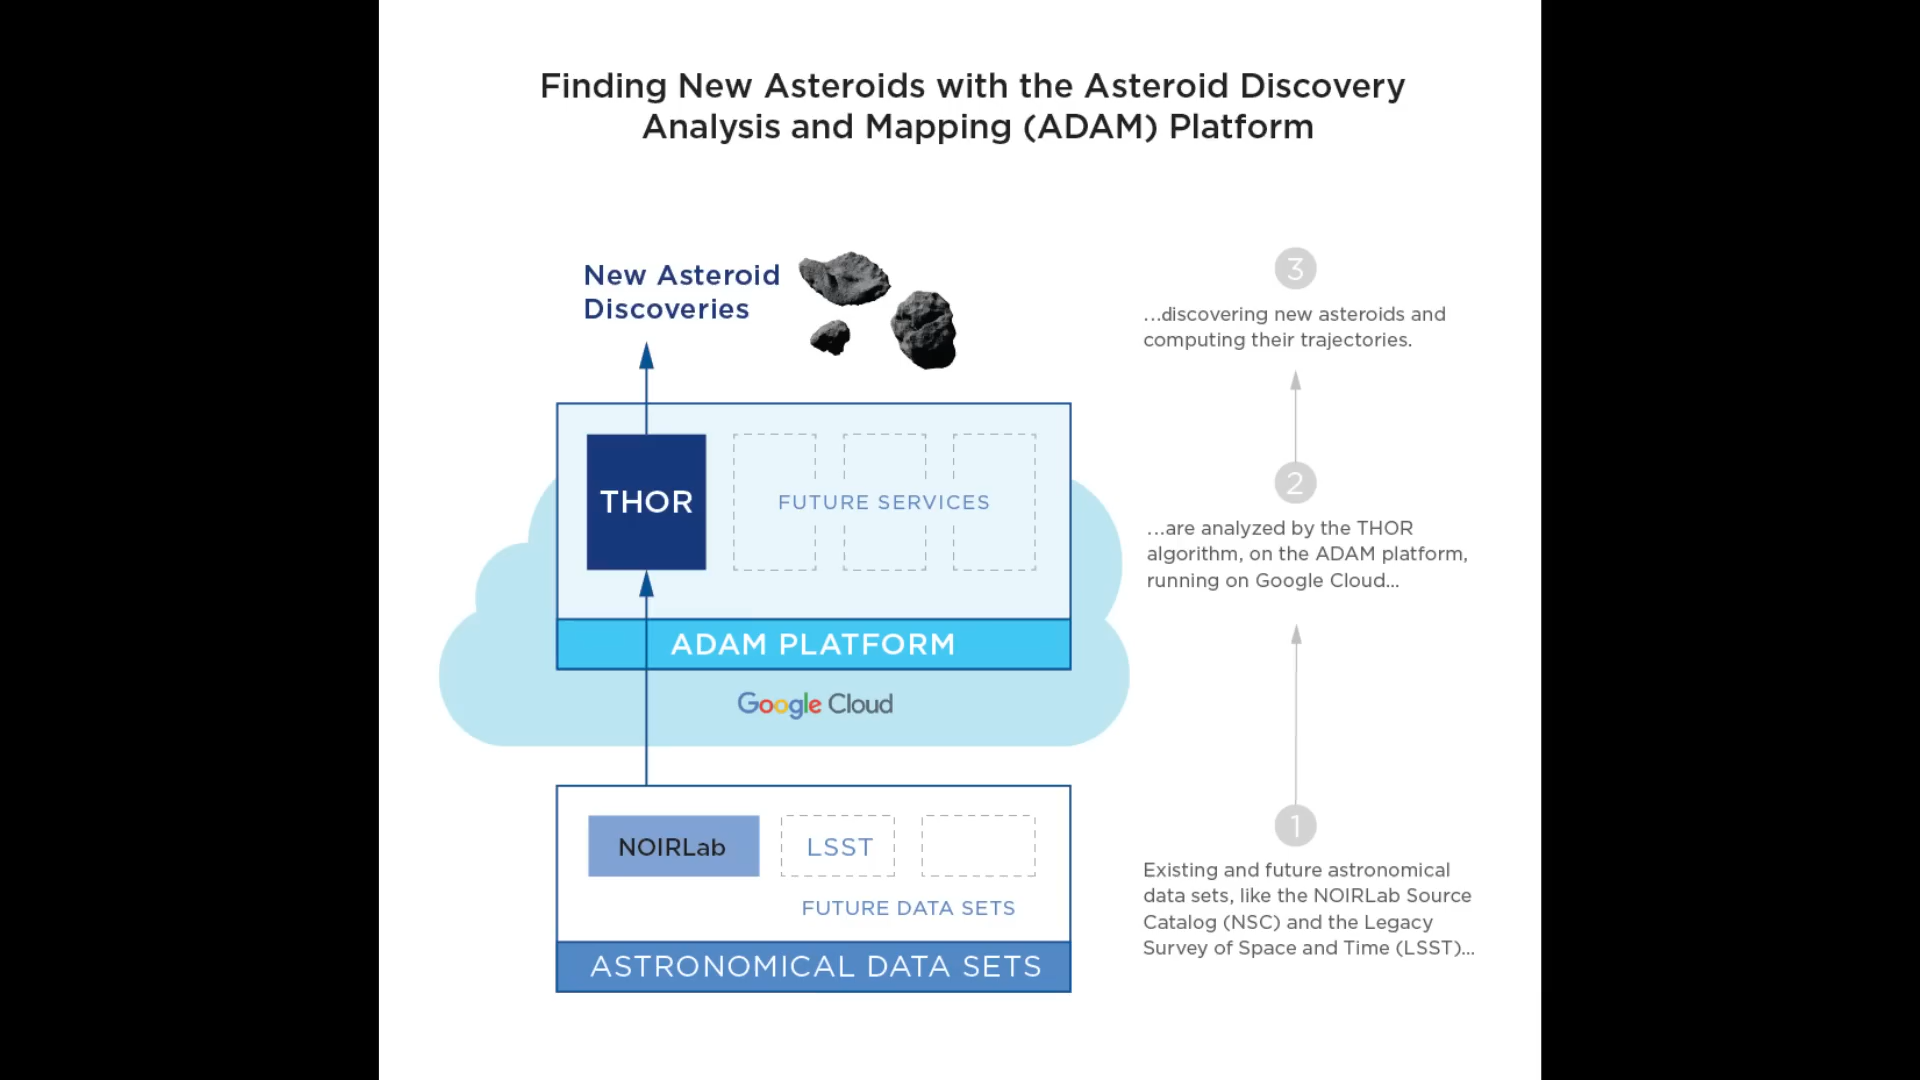 Finding New Asteroids with the Asteroid Discovery
Analysis and Mapping (ADAM) Platform
New Asteroid
Discoveries
THOR
FUTURE SERVICES
ADAM PLATFORM
Google Cloud
NOIRLab
LSST
FUTURE DATA SETS
ASTRONOMICAL DATA SETS
3
...discovering new asteroids and
computing their trajectories.
2
...are analyzed by the THOR
algorithm, on the ADAM platform,
running on Google Cloud...
1
Existing and future astronomical
data sets, like the NOIRLab Source
Catalog (NSC) and the Legacy
Survey of Space and Time (LSST)...